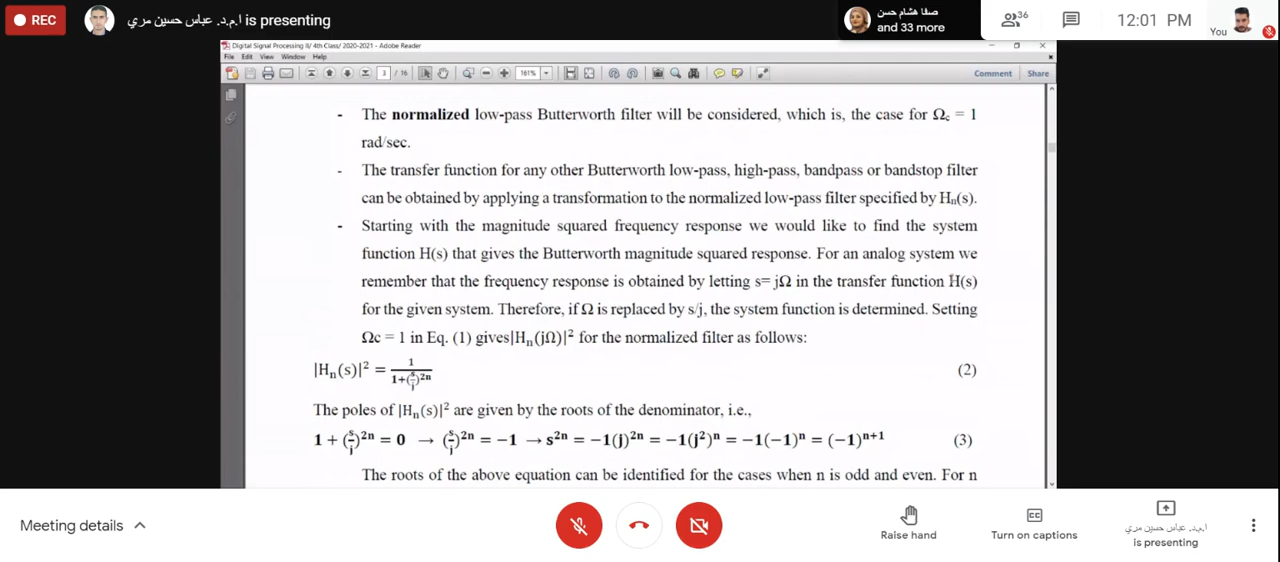 REC
ا.م.د. عباس حسين مري is presenting
صفا هشام حسن
and 33 more
36
12:01 PM
You
Digital Signal Processing II/ 4th Class/ 2020-2021 - Adobe Reader
File Edit View Window Help
3 / 16 161% Comment Share
- The normalized low-pass Butterworth filter will be considered, which is, the case for Ωc = 1
rad/sec.
- The transfer function for any other Butterworth low-pass, high-pass, bandpass or bandstop filter
can be obtained by applying a transformation to the normalized low-pass filter specified by Hn(s).
- Starting with the magnitude squared frequency response we would like to find the system
function H(s) that gives the Butterworth magnitude squared response. For an analog system we
remember that the frequency response is obtained by letting s= jΩ in the transfer function H(s)
for the given system. Therefore, if Ω is replaced by s/j, the system function is determined. Setting
Ωc = 1 in Eq. (1) gives|Hn(jΩ)|² for the normalized filter as follows:
|Hn(s)|² = 1/(1+(s/j)^2n) (2)
The poles of |Hn(s)|² are given by the roots of the denominator, i.e.,
1 + (s/j)^2n = 0 → (s/j)^2n = −1 → s^2n = −1(j)^2n = −1(j²)^n = −1(−1)^n = (−1)^n+1 (3)
The roots of the above equation can be identified for the cases when n is odd and even. For n
Meeting details
Raise hand
Turn on captions
ا.م.د. عباس حسين مري
is presenting